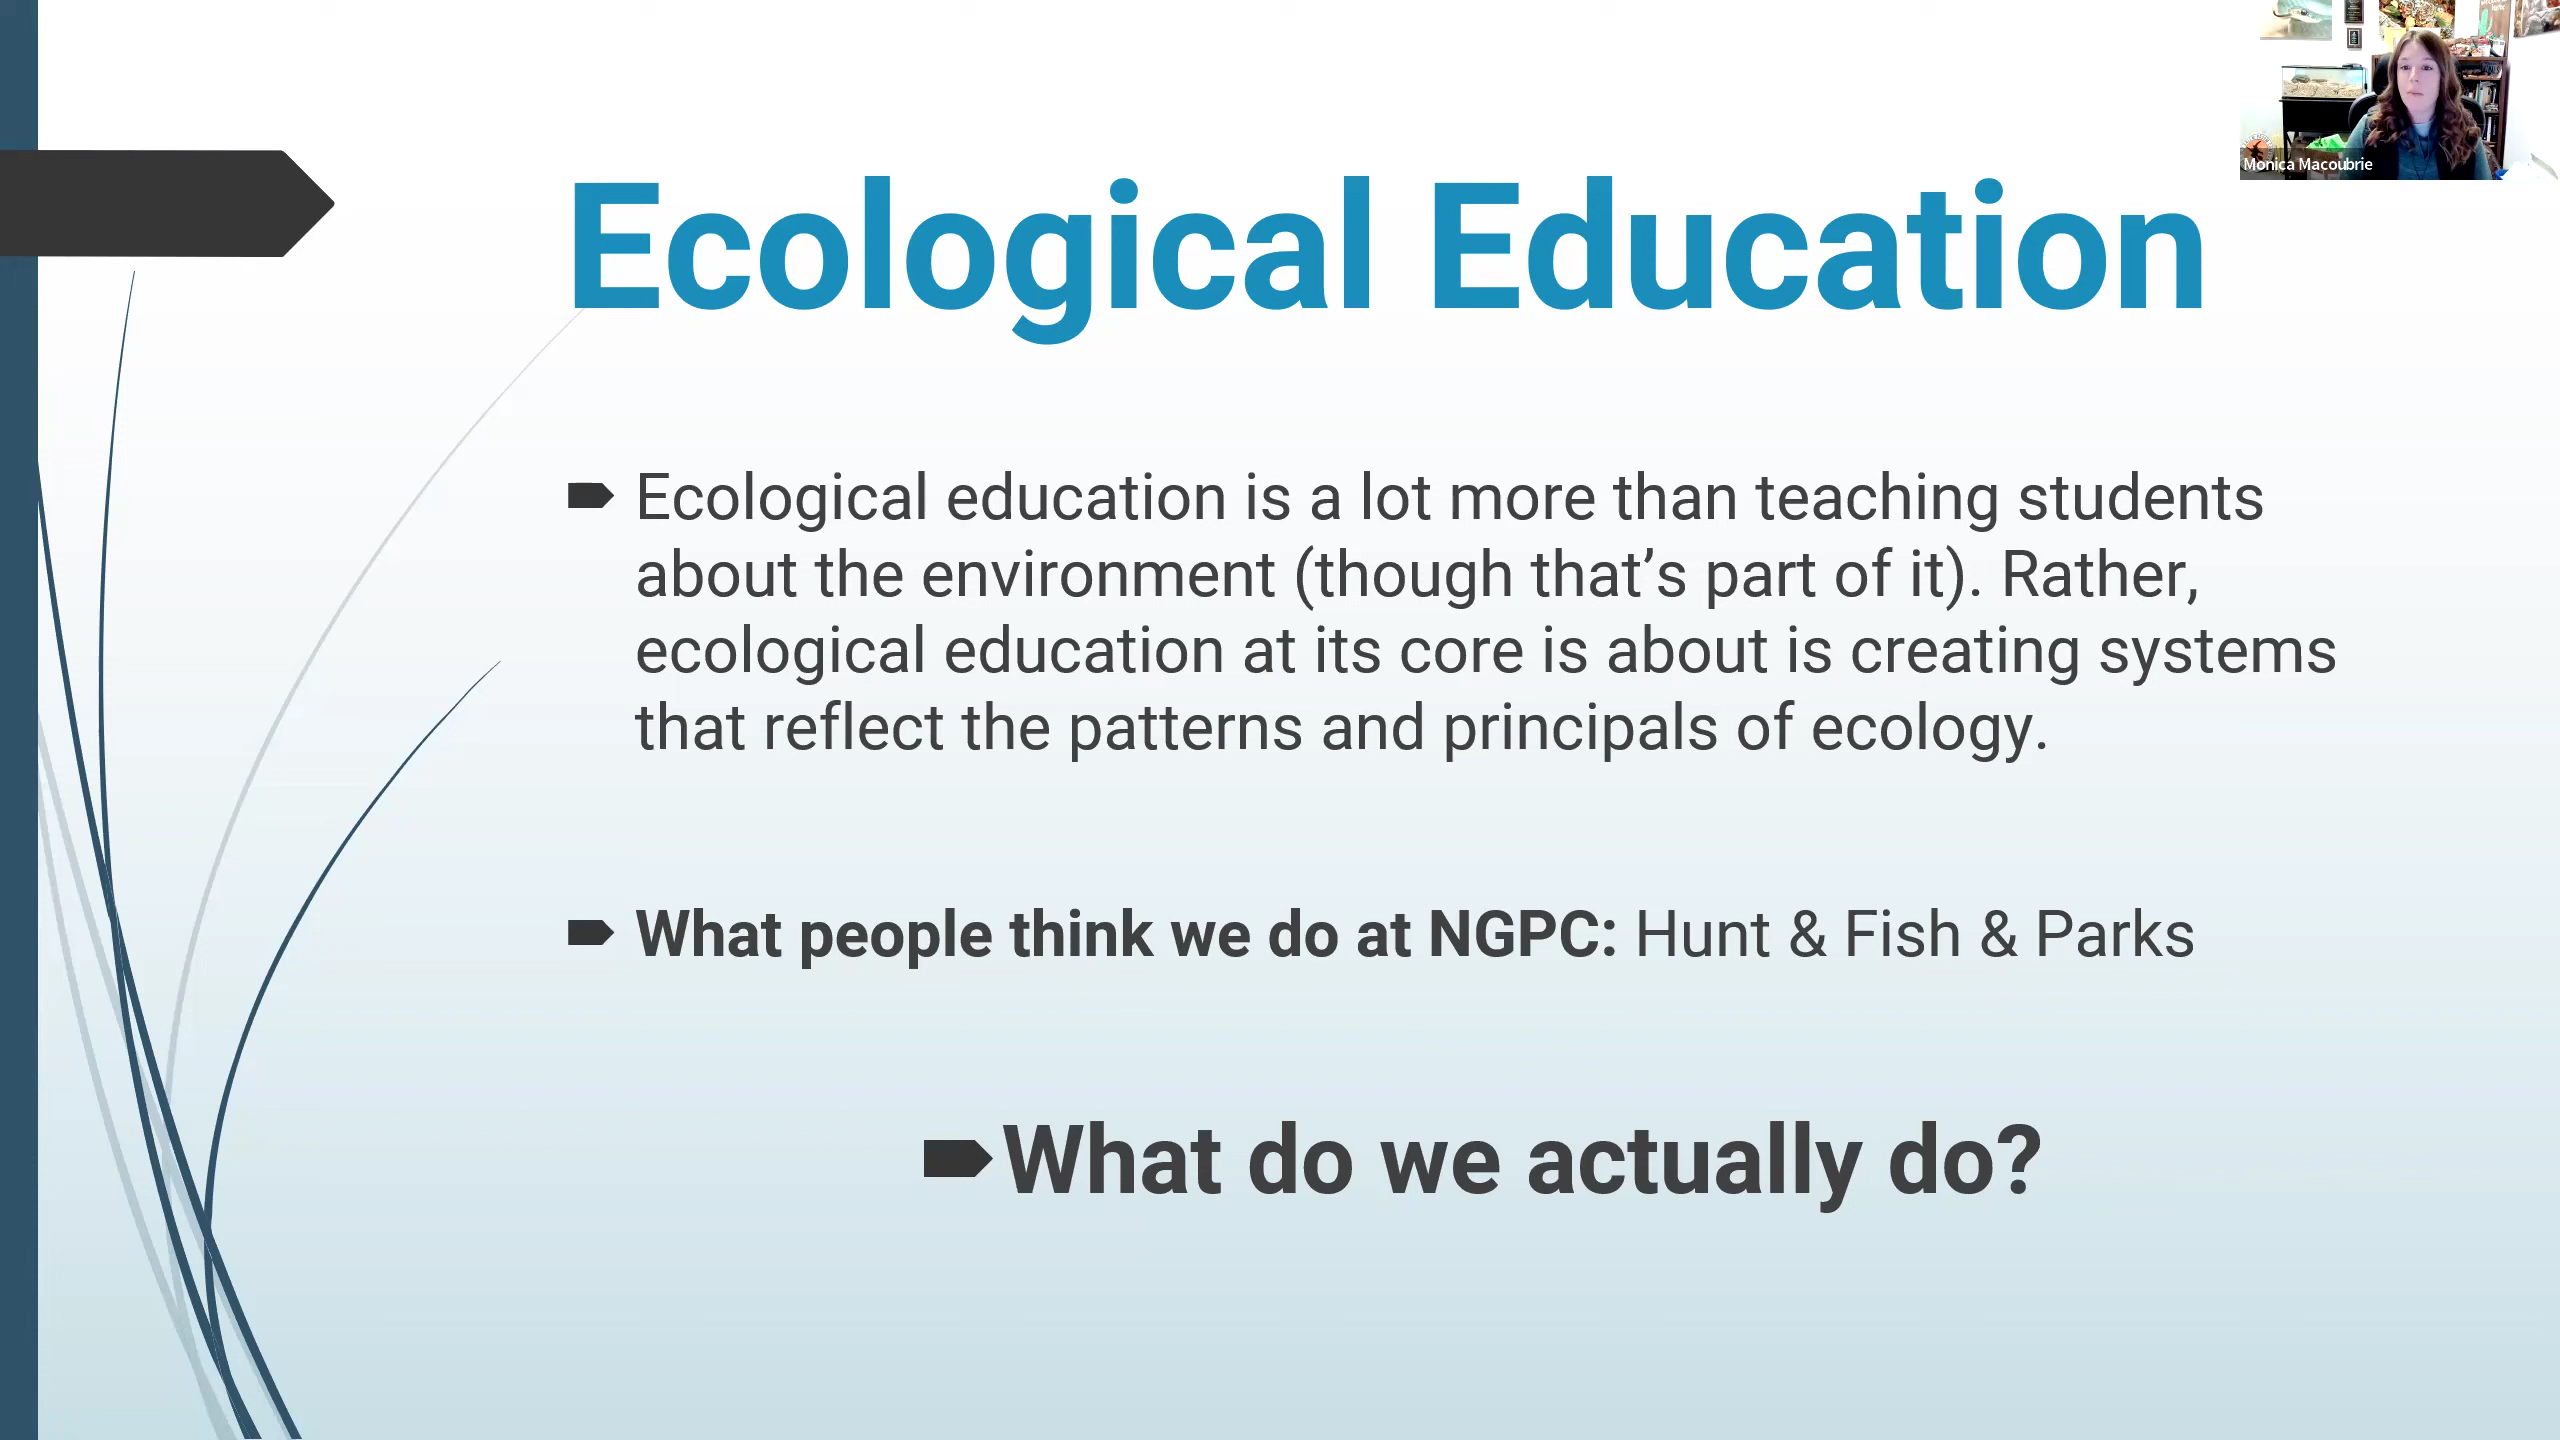 Monica Macoubrie
Ecological Education
Ecological education is a lot more than teaching students
about the environment (though that’s part of it). Rather,
ecological education at its core is about is creating systems
that reflect the patterns and principals of ecology.
What people think we do at NGPC: Hunt & Fish & Parks
What do we actually do?